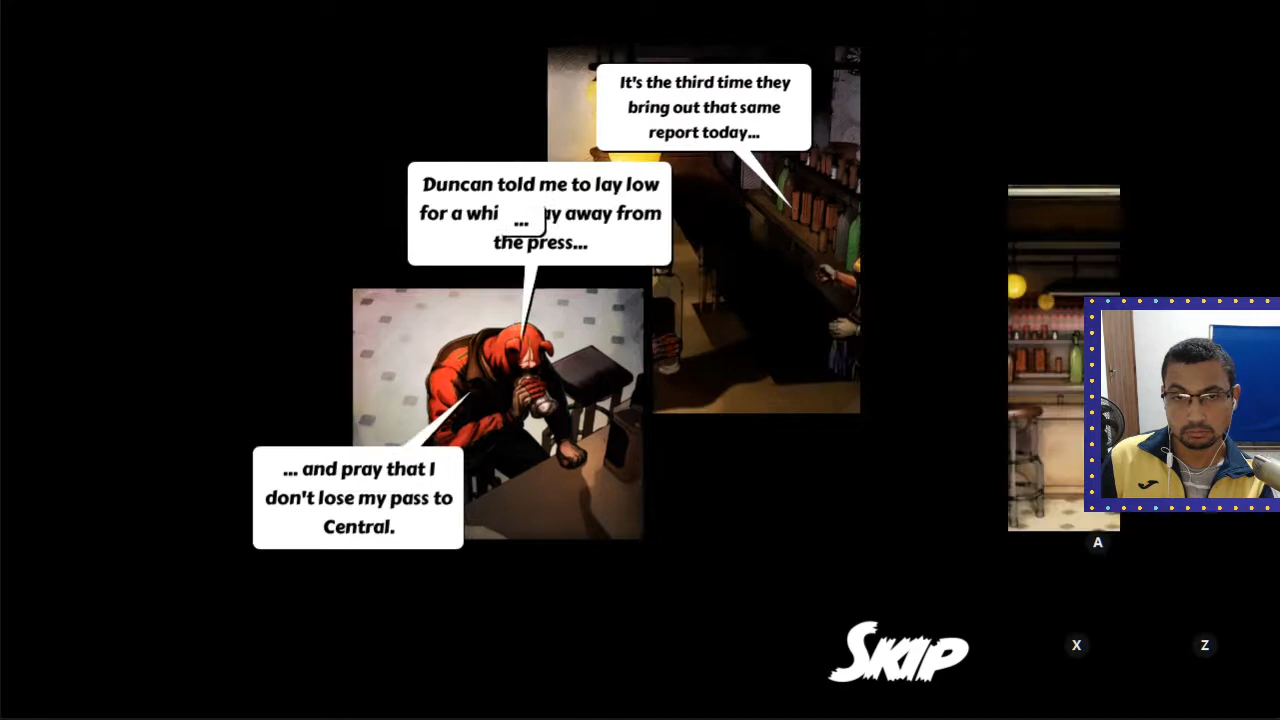 It's the third time they
bring out that same
report today...
Duncan told me to lay low
for a whi ... ay away from
the press...
... and pray that I
don't lose my pass to
Central.
A
SKIP
X
Z